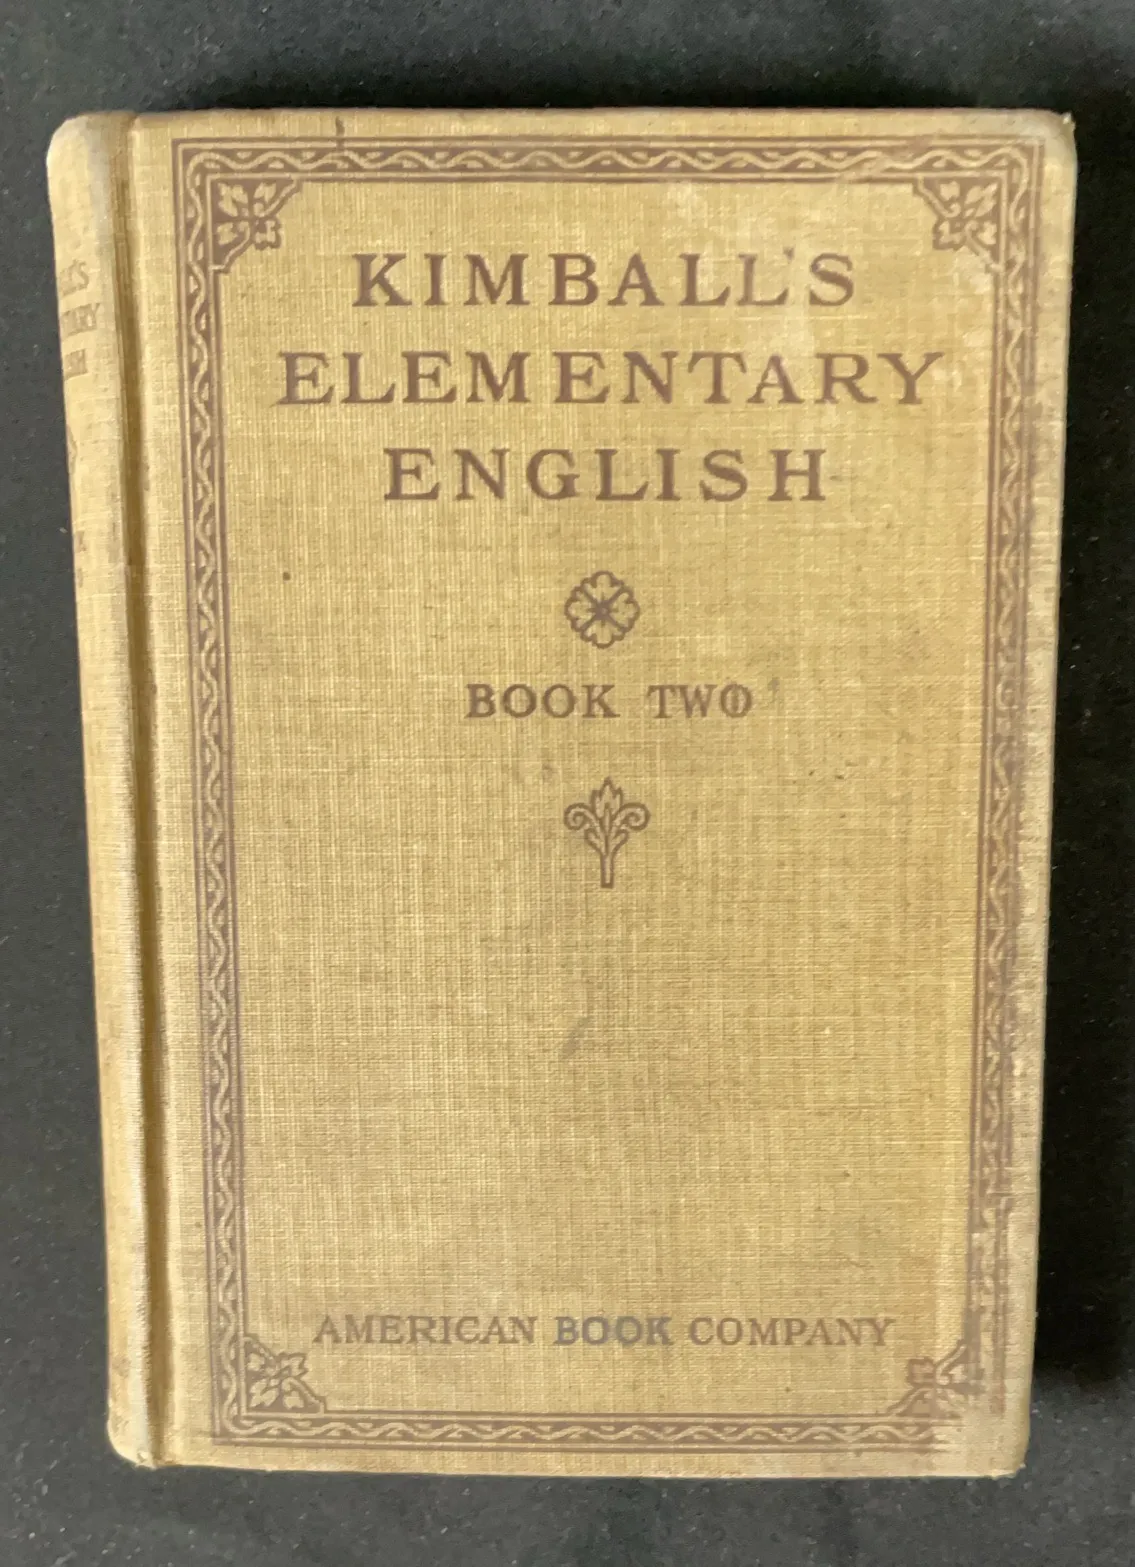 KIMBALL'S
ELEMENTARY
ENGLISH
BOOK TWO
AMERICAN BOOK COMPANY